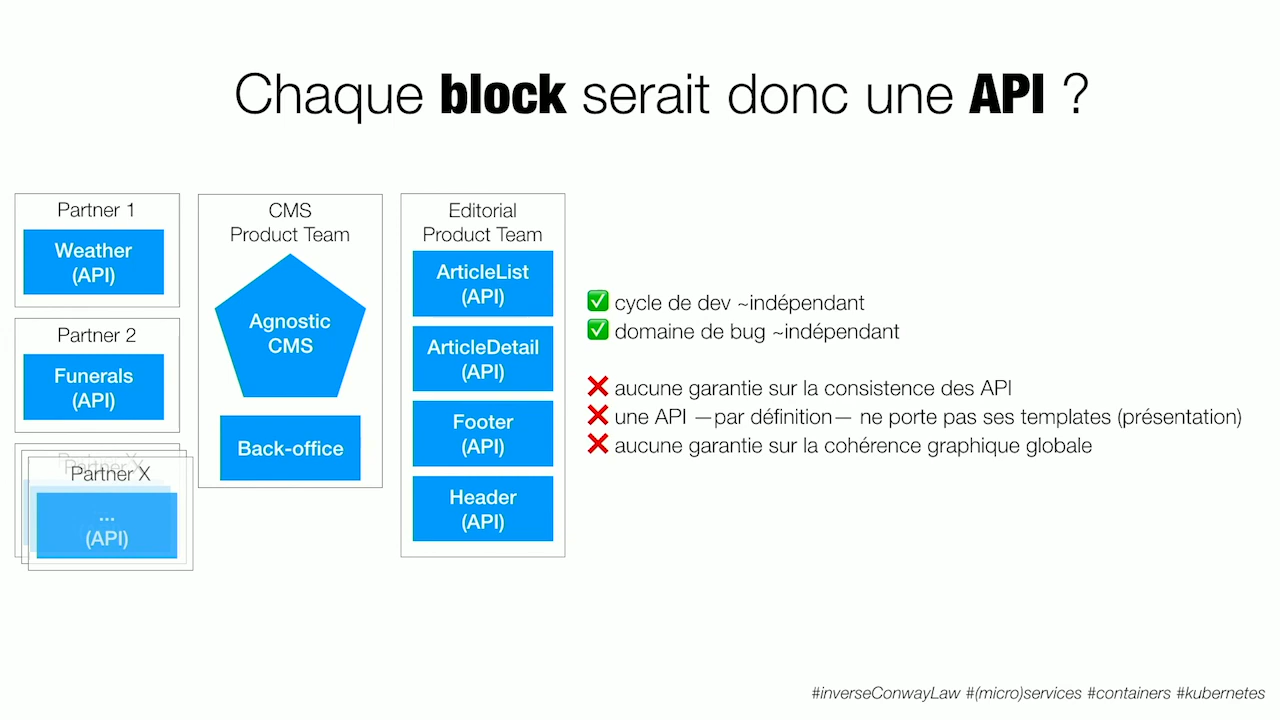 Chaque block serait donc une API ?
Partner 1
Weather
(API)
Partner 2
Funerals
(API)
Partner X
Partner X
...
(API)
CMS
Product Team
Agnostic
CMS
Back-office
Editorial
Product Team
ArticleList
(API)
ArticleDetail
(API)
Footer
(API)
Header
(API)
✅ cycle de dev ~indépendant
✅ domaine de bug ~indépendant
❌ aucune garantie sur la consistence des API
❌ une API —par définition— ne porte pas ses templates (présentation)
❌ aucune garantie sur la cohérence graphique globale
#inverseConwayLaw #(micro)services #containers #kubernetes